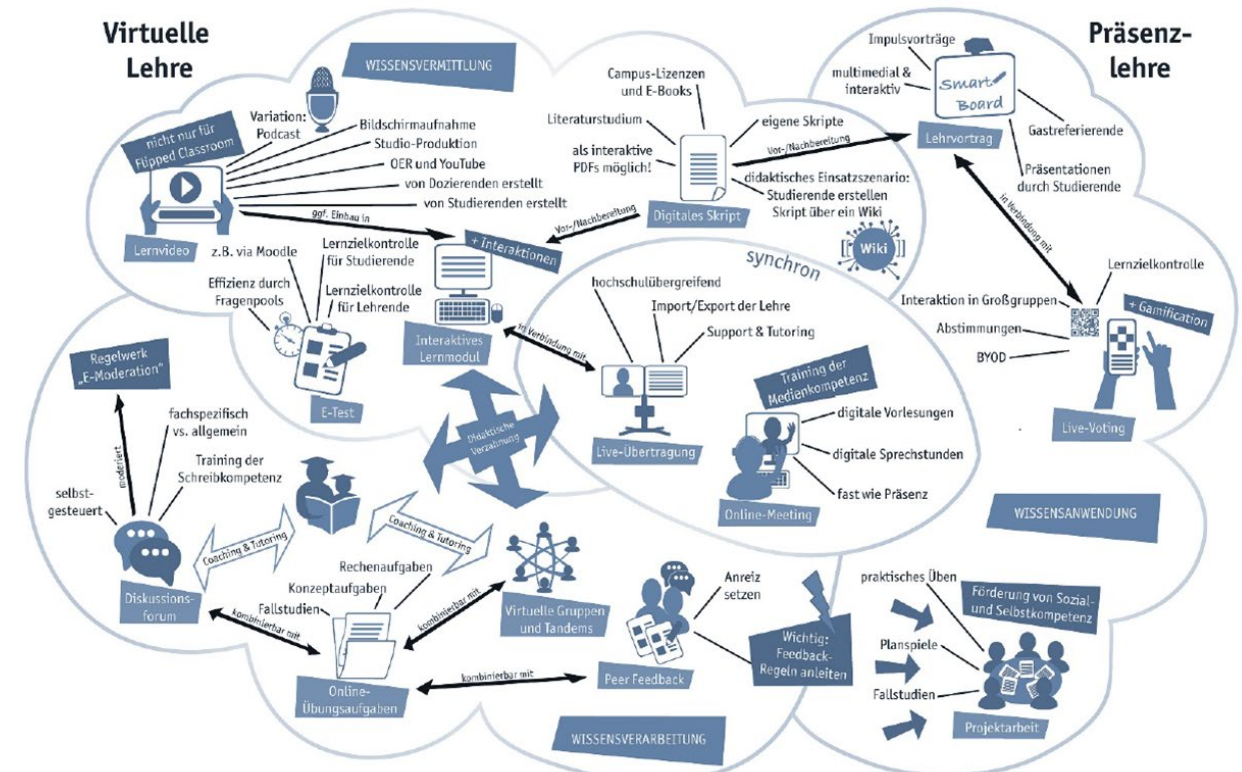 Virtuelle
Lehre
WISSENSVERMITTLUNG
nicht nur für
Flipped Classroom
Variation:
Podcast
Bildschirmaufnahme
Studio-Produktion
OER und YouTube
von Dozierenden erstellt
von Studierenden erstellt
Lernvideo
ggf. Einbau in
Campus-Lizenzen
und E-Books
Literaturstudium
als interaktive
PDFs möglich!
eigene Skripte
didaktisches Einsatzszenario:
Studierende erstellen
Skript über ein Wiki
Wiki
Digitales Skript
Vor-/Nachbereitung
Vor-/Nachbereitung
Präsenz-
lehre
Impulsvorträge
multimedial &
interaktiv
Smart
Board
Gastreferierende
Präsentationen
durch Studierende
Lehrvortrag
in Verbindung mit
+ Interaktionen
Interaktives
Lernmodul
z.B. via Moodle
Effizienz durch
Fragenpools
Lernzielkontrolle
für Studierende
Lernzielkontrolle
für Lehrende
E-Test
in Verbindung mit
synchron
hochschulübergreifend
Import/Export der Lehre
Support & Tutoring
Live-Übertragung
Training der
Medienkompetenz
digitale Vorlesungen
digitale Sprechstunden
fast wie Präsenz
Online-Meeting
Lernzielkontrolle
Interaktion in Großgruppen
Abstimmungen
BYOD
+ Gamification
Live-Voting
WISSENSANWENDUNG
Didaktische
Verzahnung
Regelwerk
„E-Moderation"
moderiert
fachspezifisch
vs. allgemein
Training der
Schreibkompetenz
selbst-
gesteuert
Diskussions-
forum
Coaching & Tutoring
Coaching & Tutoring
kombinierbar mit
Rechenaufgaben
Konzeptaufgaben
Fallstudien
Online-
Übungsaufgaben
kombinierbar mit
Virtuelle Gruppen
und Tandems
kombinierbar mit
Anreiz
setzen
Peer Feedback
Wichtig:
Feedback-
Regeln anleiten
WISSENSVERARBEITUNG
praktisches Üben
Planspiele
Fallstudien
Förderung von Sozial-
und Selbstkompetenz
Projektarbeit